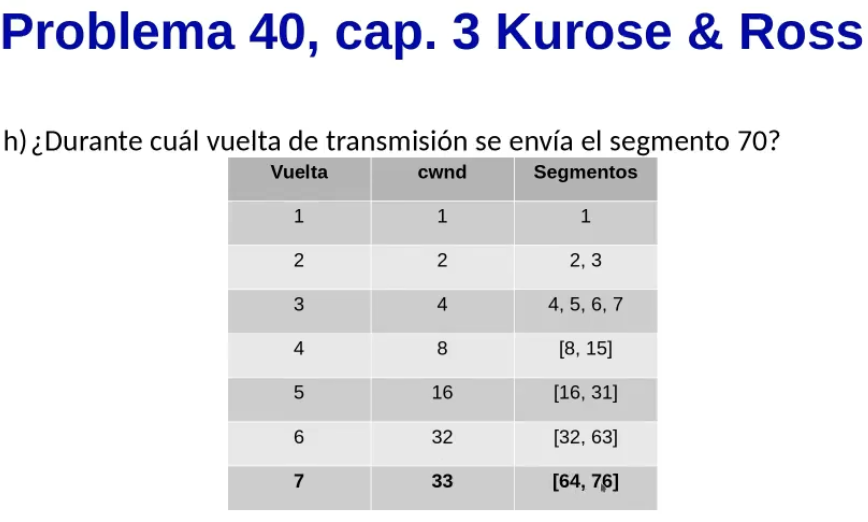 Problema 40, cap. 3 Kurose & Ross
h) ¿Durante cuál vuelta de transmisión se envía el segmento 70?
Vuelta cwnd Segmentos
1 1 1
2 2 2, 3
3 4 4, 5, 6, 7
4 8 [8, 15]
5 16 [16, 31]
6 32 [32, 63]
7 33 [64, 76]